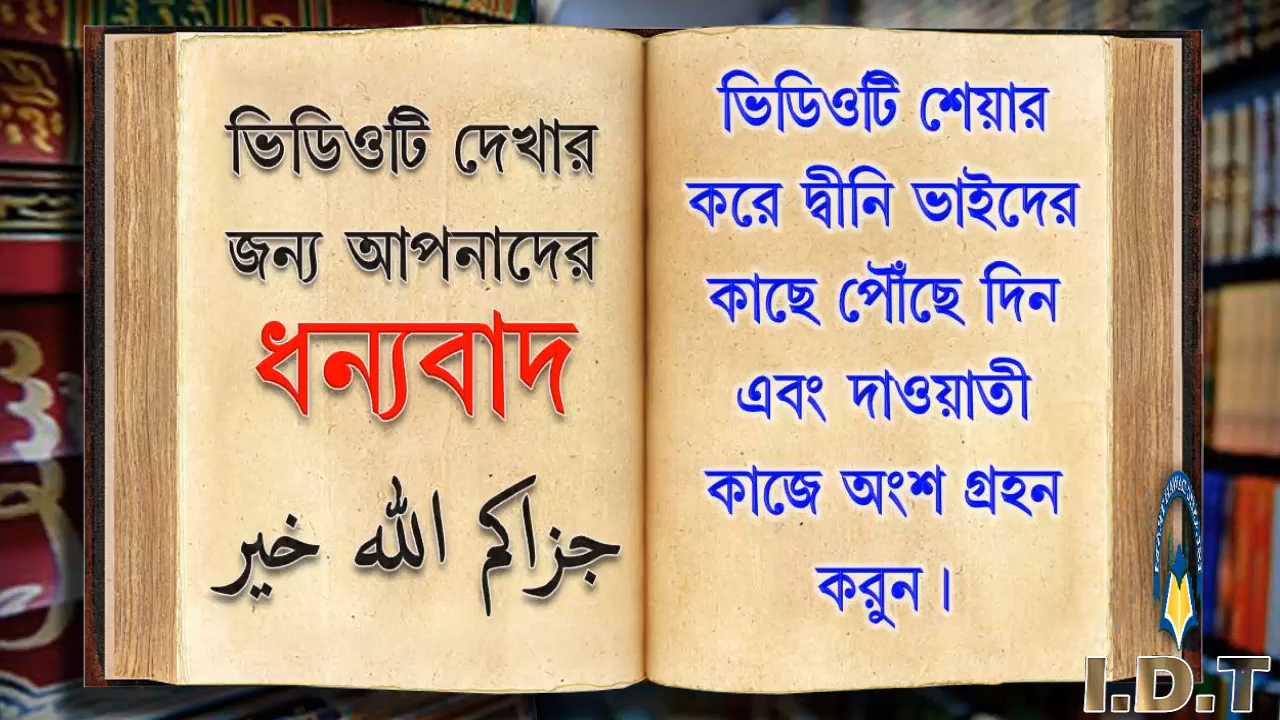 ভিডিওটি দেখার
জন্য আপনাদের
ধন্যবাদ
جزاكم الله خير
ভিডিওটি শেয়ার
করে দ্বীনি ভাইদের
কাছে পৌঁছে দিন
এবং দাওয়াতী
কাজে অংশ গ্রহন
করুন।
I.D.T